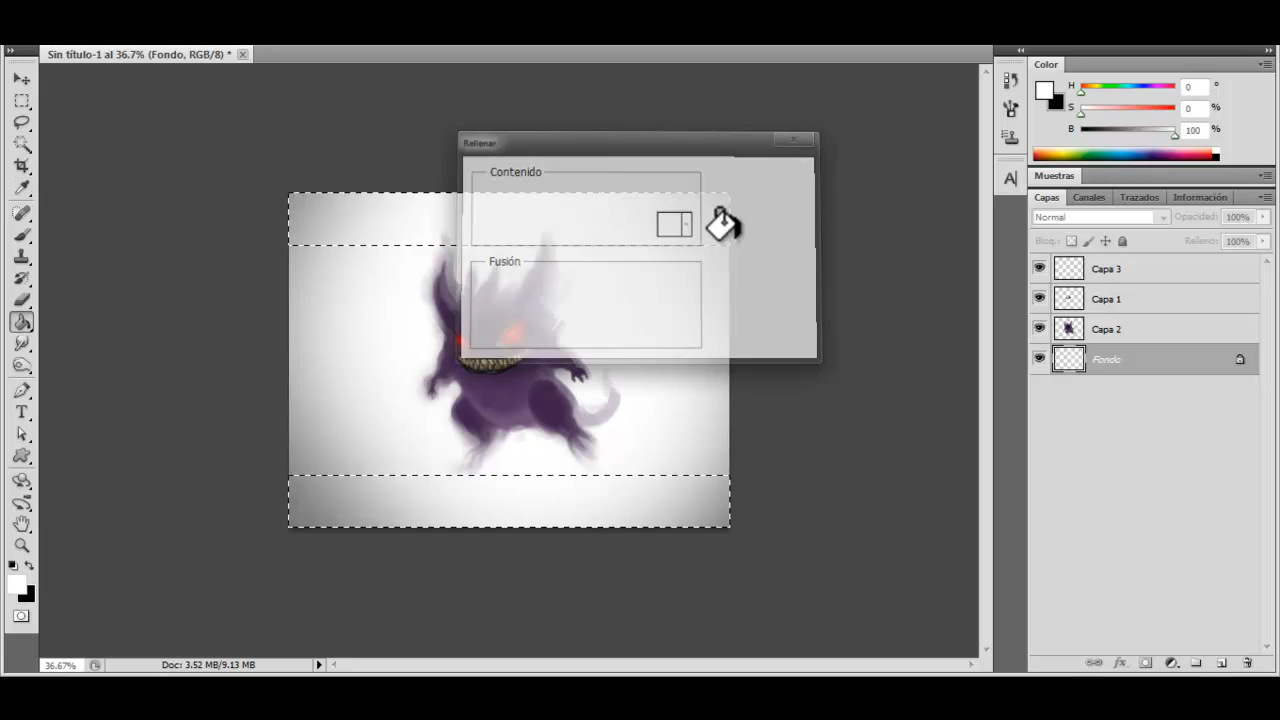 Sin título-1 al 36.7% (Fondo, RGB/8) *
Color
H 0 °
S 0 %
B 100 %
Rellenar
Contenido
Fusión
A
T
Muestras
Capas Canales Trazados Información
Normal Opacidad: 100%
Bloq.: Relleno: 100%
Capa 3
Capa 1
Capa 2
Fondo
36.67% Doc: 3.52 MB/9.13 MB
fx